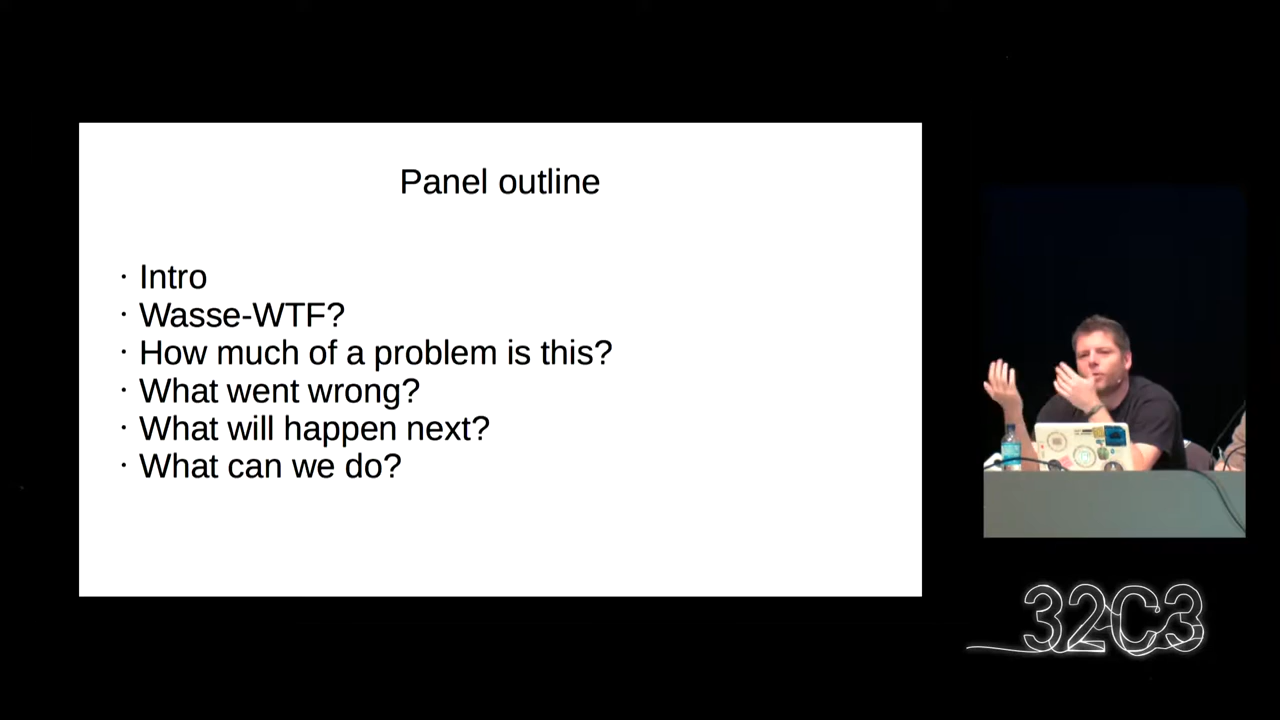 Panel outline
· Intro
· Wasse-WTF?
· How much of a problem is this?
· What went wrong?
· What will happen next?
· What can we do?
32C3